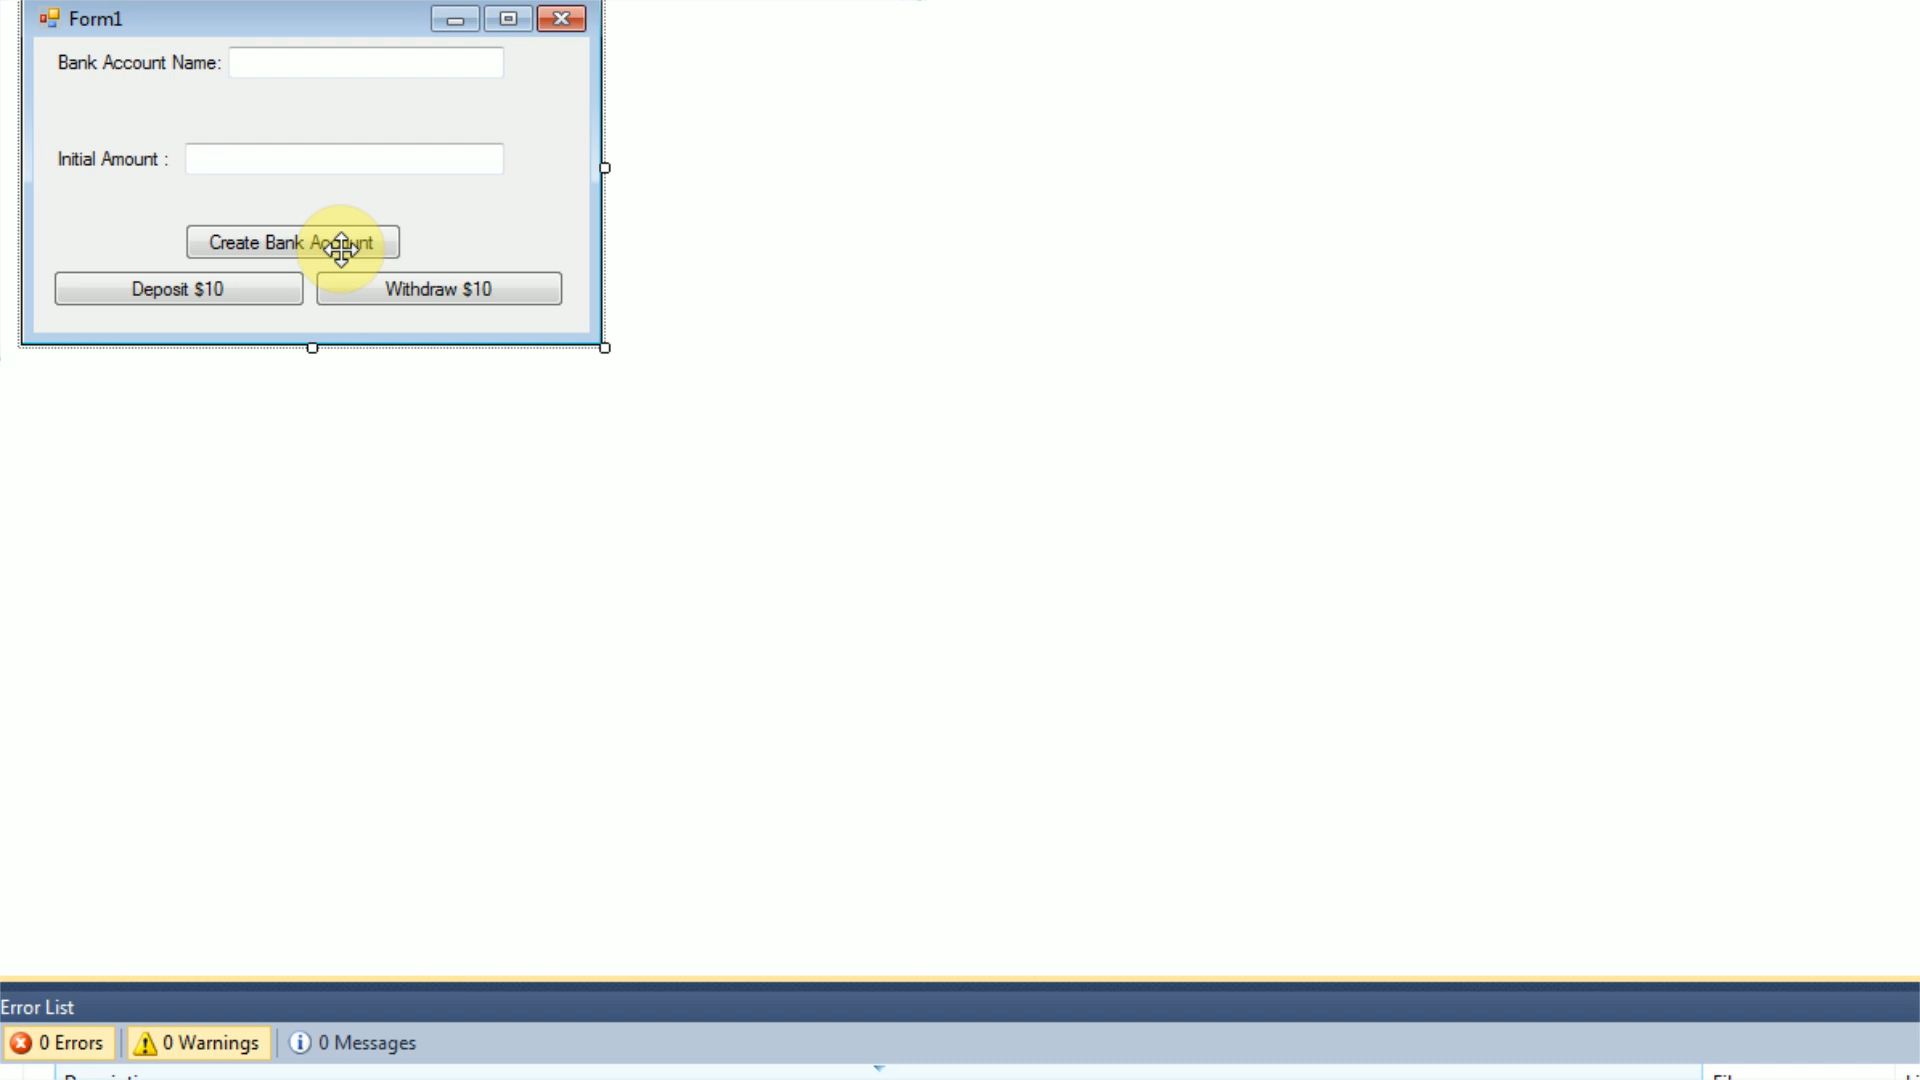 Form1
Bank Account Name:
Initial Amount :
Create Bank Account
Deposit $10
Withdraw $10
Error List
0 Errors
0 Warnings
0 Messages